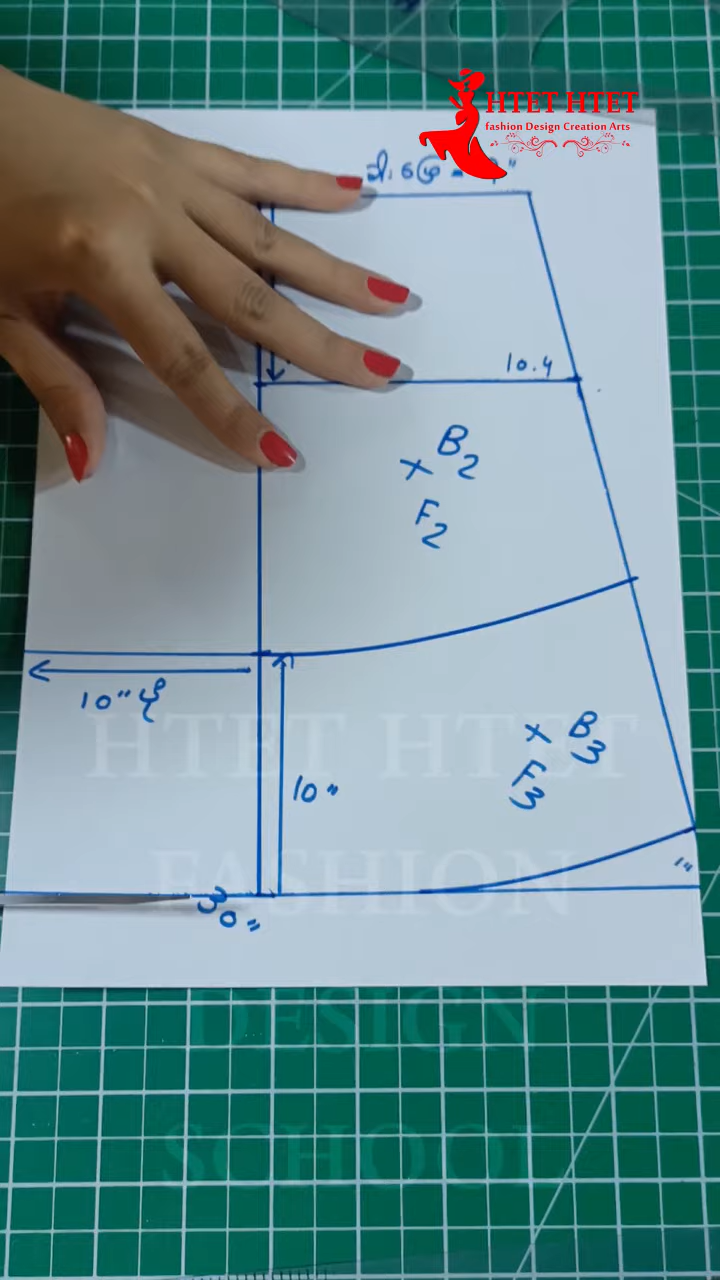 HTET HTET
fashion Design Creation Arts
10.4
B2
F2
10"
B3
F3
10"
1"
30"
HTET HTET
FASHION
DESIGN
SCHOOL